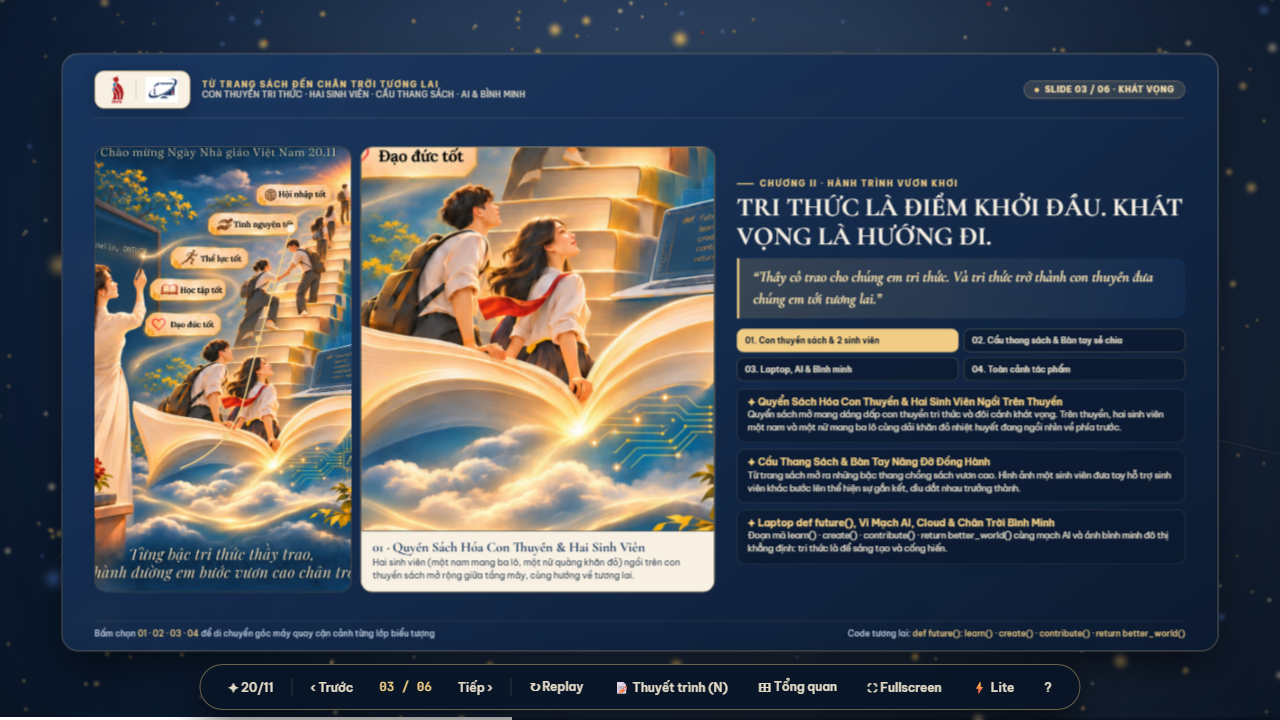 TỪ TRANG SÁCH ĐẾN CHÂN TRỜI TƯƠNG LAI
CON THUYỀN TRI THỨC · HAI SINH VIÊN · CẦU THANG SÁCH · AI & BÌNH MINH
SLIDE 03 / 06 · KHÁT VỌNG
Chào mừng Ngày Nhà giáo Việt Nam 20.11
Hội nhập tốt
Tình nguyện tốt
Thể lực tốt
Học tập tốt
Đạo đức tốt
Từng bậc tri thức thầy trao,
hành đường em bước vươn cao chân trờ
Đạo đức tốt
01 · Quyển Sách Hóa Con Thuyền & Hai Sinh Viên
Hai sinh viên (một nam mang ba lô, một nữ quàng khăn đỏ) ngồi trên con
thuyền sách mở rộng giữa tầng mây, cùng hướng về tương lai.
CHƯƠNG II · HÀNH TRÌNH VƯƠN KHƠI
TRI THỨC LÀ ĐIỂM KHỞI ĐẦU. KHÁT
VỌNG LÀ HƯỚNG ĐI.
“Thầy cô trao cho chúng em tri thức. Và tri thức trở thành con thuyền đưa
chúng em tới tương lai.”
01. Con thuyền sách & 2 sinh viên
02. Cầu thang sách & Bàn tay sẻ chia
03. Laptop, AI & Bình minh
04. Toàn cảnh tác phẩm
✦ Quyển Sách Hóa Con Thuyền & Hai Sinh Viên Ngồi Trên Thuyền
Quyển sách mở mang dáng dấp con thuyền tri thức và đôi cánh khát vọng. Trên thuyền, hai sinh viên
một nam và một nữ mang ba lô cùng dải khăn đỏ nhiệt huyết đang ngồi nhìn về phía trước.
✦ Cầu Thang Sách & Bàn Tay Nâng Đỡ Đồng Hành
Từ trang sách mở ra những bậc thang chồng sách vươn cao. Hình ảnh một sinh viên đưa tay hỗ trợ sinh
viên khác bước lên thể hiện sự gắn kết, dìu dắt nhau trưởng thành.
✦ Laptop def future(), Vi Mạch AI, Cloud & Chân Trời Bình Minh
Đoạn mã learn() · create() · contribute() · return better_world() cùng mạch AI và ánh bình minh đô thị
khẳng định: tri thức là để sáng tạo và cống hiến.
Bấm chọn 01 · 02 · 03 · 04 để di chuyển góc máy quay cận cảnh từng lớp biểu tượng
Code tương lai: def future(): learn() · create() · contribute() · return better_world()
✦ 20/11
‹ Trước
03 / 06
Tiếp ›
↻ Replay
Thuyết trình (N)
Tổng quan
Fullscreen
Lite
?